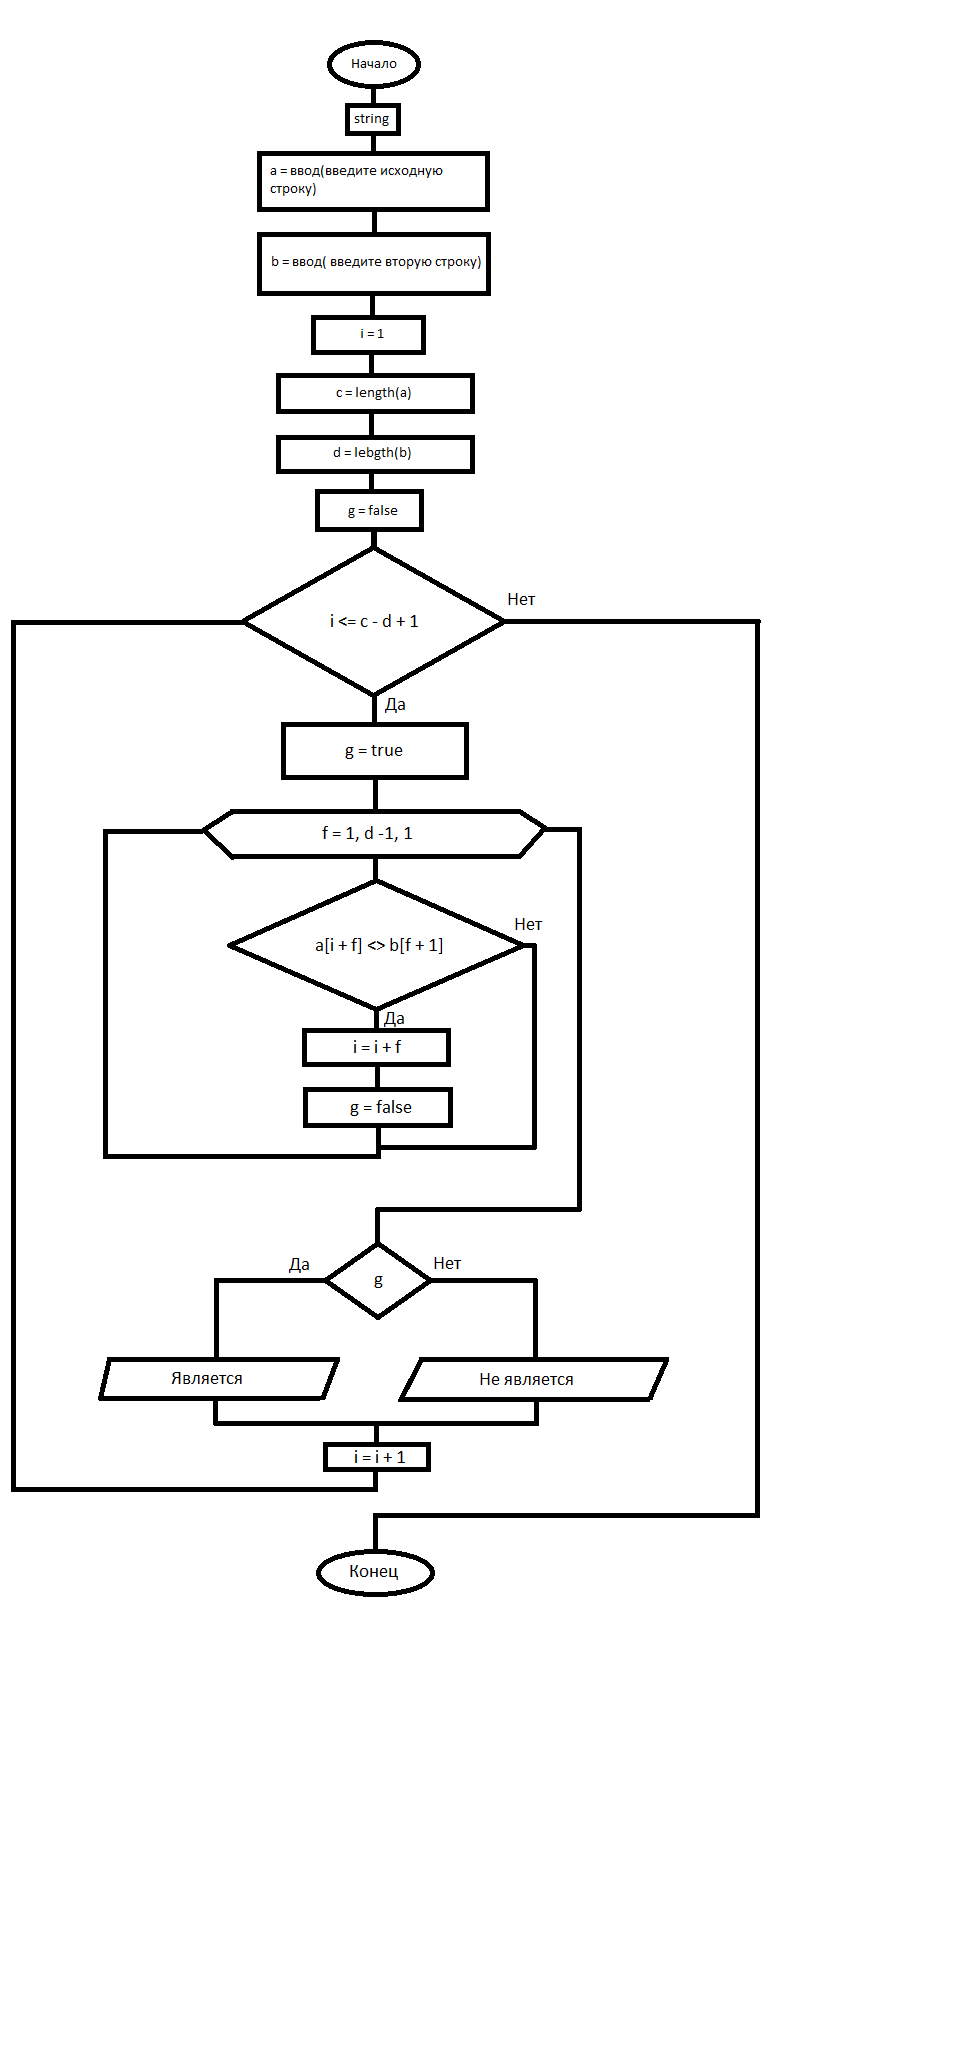 Начало
string
a = ввод(введите исходную
строку)
b = ввод( введите вторую строку)
i = 1
c = length(a)
d = lebgth(b)
g = false
i <= c - d + 1
Нет
Да
g = true
f = 1, d -1, 1
Нет
a[i + f] <> b[f + 1]
Да
i = i + f
g = false
Да
Нет
g
Является
Не является
i = i + 1
Конец